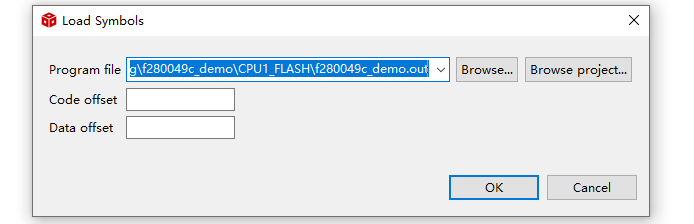 Load Symbols
Program file g\f280049c_demo\CPU1_FLASH\f280049c_demo.out Browse... Browse project...
Code offset
Data offset
OK Cancel